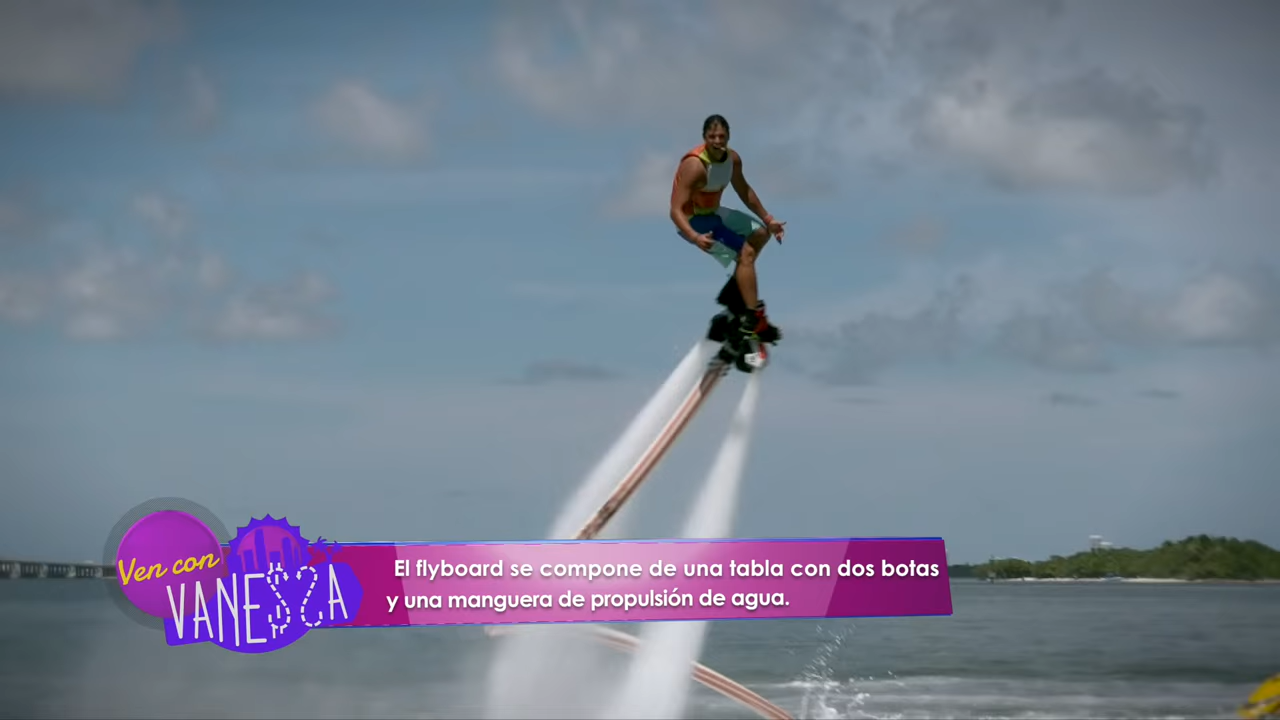 Ven con
VANESSA
El flyboard se compone de una tabla con dos botas
y una manguera de propulsión de agua.